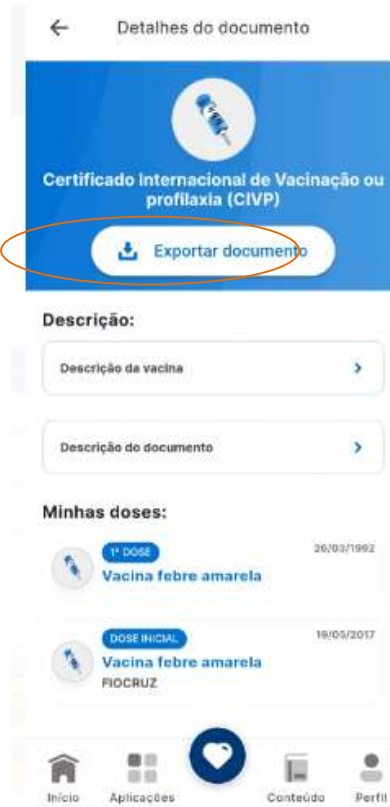 Detalhes do documento
Certificado Internacional de Vacinação ou
profilaxia (CIVP)
Exportar documento
Descrição:
Descrição da vacina
Descrição do documento
Minhas doses:
1ª DOSE
26/03/1992
Vacina febre amarela
DOSE INICIAL
19/09/2017
Vacina febre amarela
FIOCRUZ
Início Aplicações Conteúdo Perfil